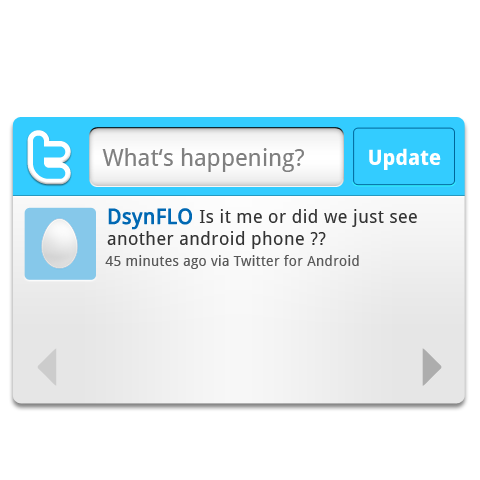 t
What's happening?
Update
DsynFLO Is it me or did we just see
another android phone ??
45 minutes ago via Twitter for Android